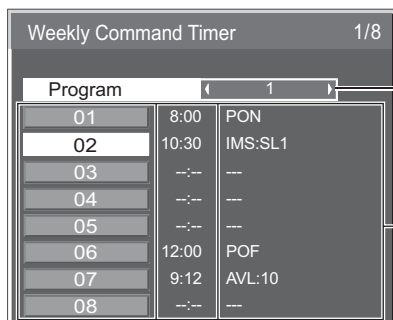 Weekly Command Timer 1/8
Program 1
01 8:00 PON
02 10:30 IMS:SL1
03 --:-- ---
04 --:-- ---
05 --:-- ---
06 12:00 POF
07 9:12 AVL:10
08 --:-- ---